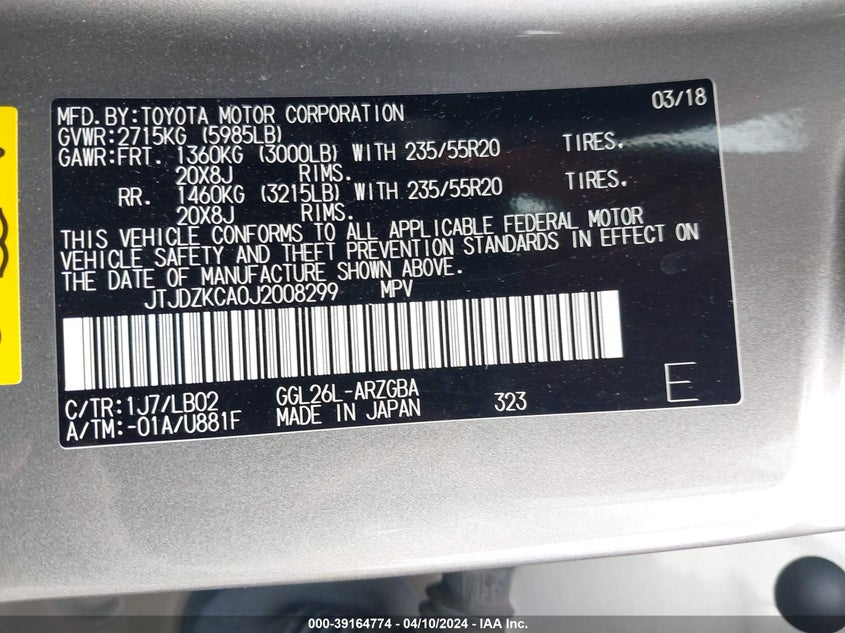 03/18
MFD.BY:TOYOTA MOTOR CORPORATION
GVWR:2715KG (5985LB)
GAWR:FRT. 1360KG (3000LB) WITH 235/55R20 TIRES.
20X8J RIMS.
RR. 1460KG (3215LB) WITH 235/55R20 TIRES.
20X8J RIMS.
THIS VEHICLE CONFORMS TO ALL APPLICABLE FEDERAL MOTOR
VEHICLE SAFETY AND THEFT PREVENTION STANDARDS IN EFFECT ON
THE DATE OF MANUFACTURE SHOWN ABOVE.
JTJDZKCA0J2008299 MPV
C/TR:1J7/LB02 GGL26L-ARZGBA
A/TM:-01A/U881F MADE IN JAPAN 323 E
000-39164774 - 04/10/2024 - IAA Inc.